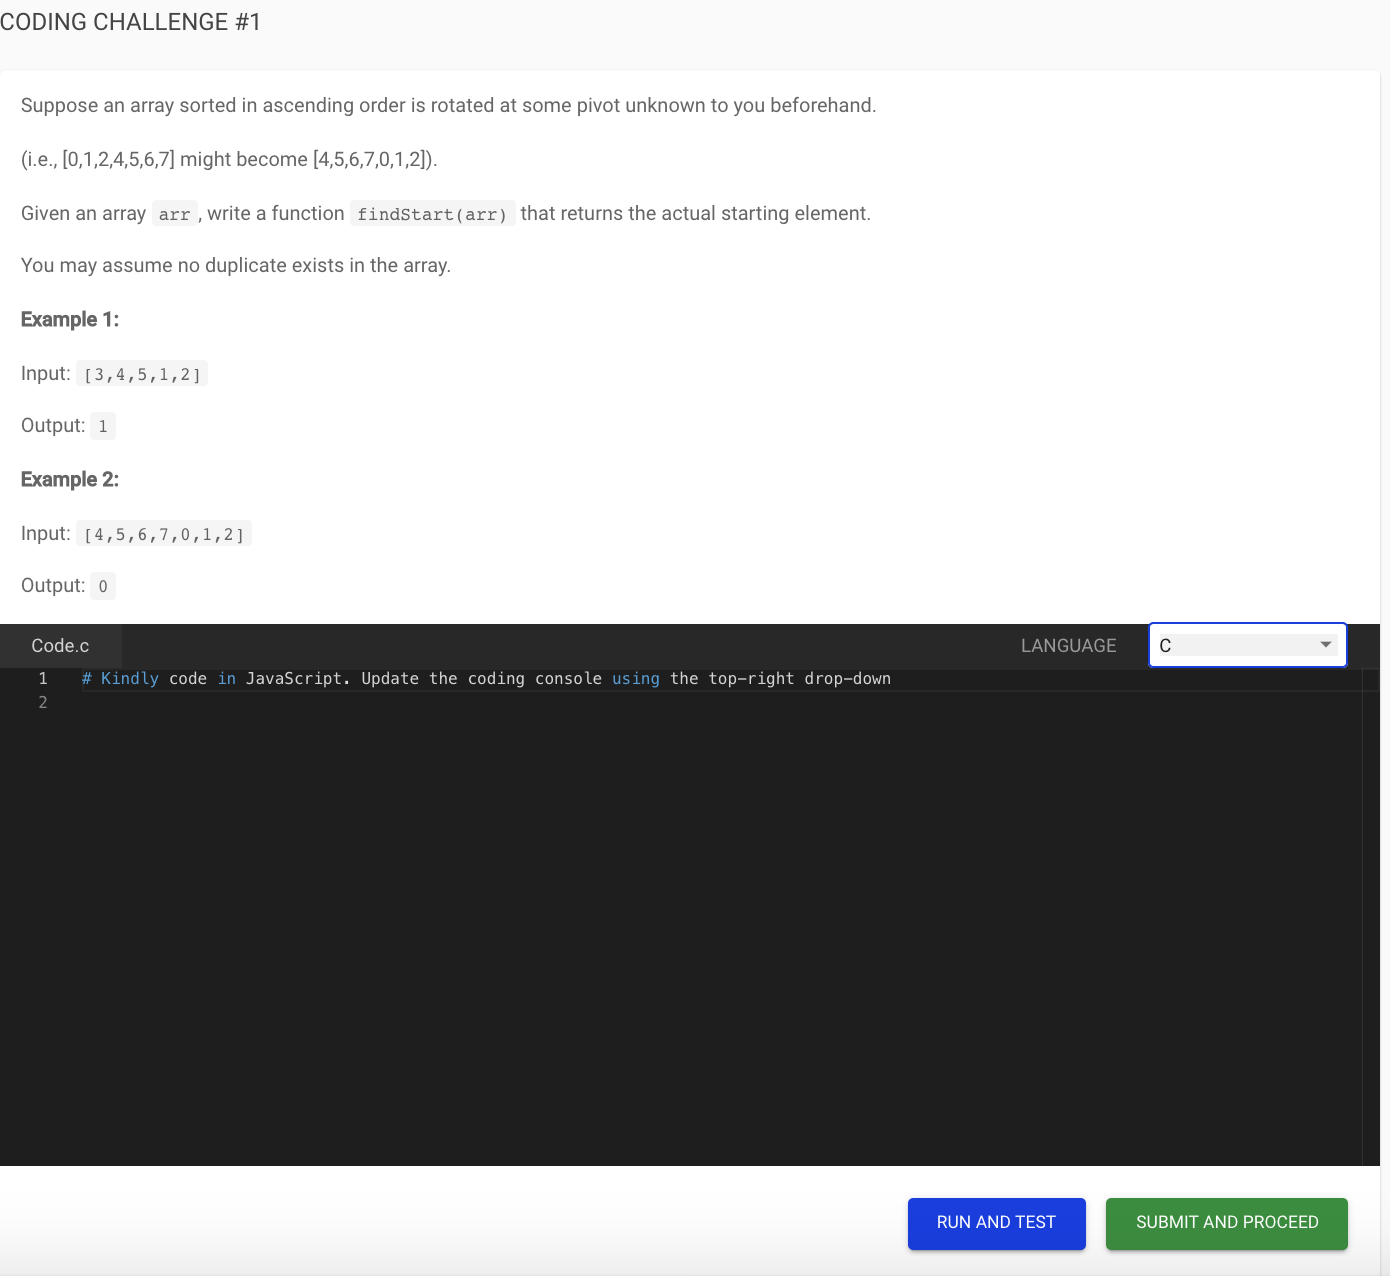 CODING CHALLENGE #1
Suppose an array sorted in ascending order is rotated at some pivot unknown to you beforehand.
(i.e., [0,1,2,4,5,6,7] might become [4,5,6,7,0,1,2]).
Given an array arr, write a function findStart(arr) that returns the actual starting element.
You may assume no duplicate exists in the array.
Example 1:
Input: [3,4,5,1,2]
Output: 1
Example 2:
Input: [4,5,6,7,0,1,2]
Output: 0
Code.c LANGUAGE C
1 # Kindly code in JavaScript. Update the coding console using the top-right drop-down
2
RUN AND TEST SUBMIT AND PROCEED